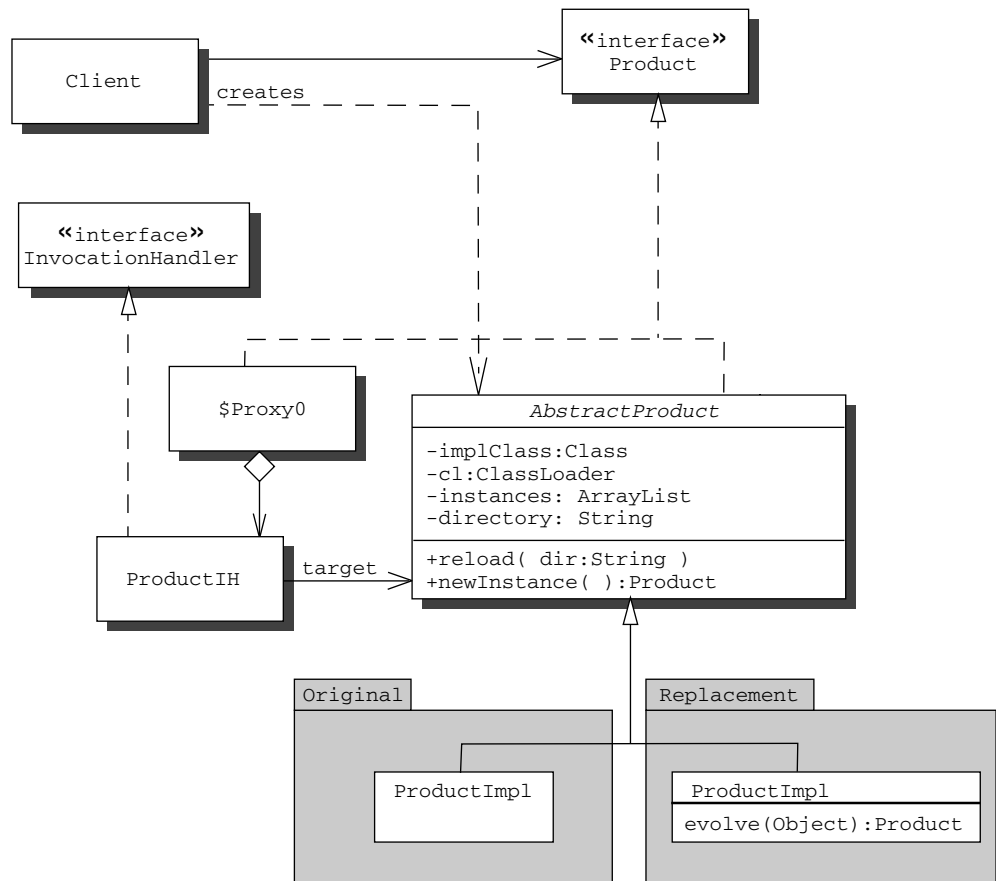 Client
«interface»
Product
creates
«interface»
InvocationHandler
$Proxy0
AbstractProduct
-implClass:Class
-cl:ClassLoader
-instances: ArrayList
-directory: String
+reload( dir:String )
+newInstance( ):Product
ProductIH
target
Original
Replacement
ProductImpl
ProductImpl
evolve(Object):Product